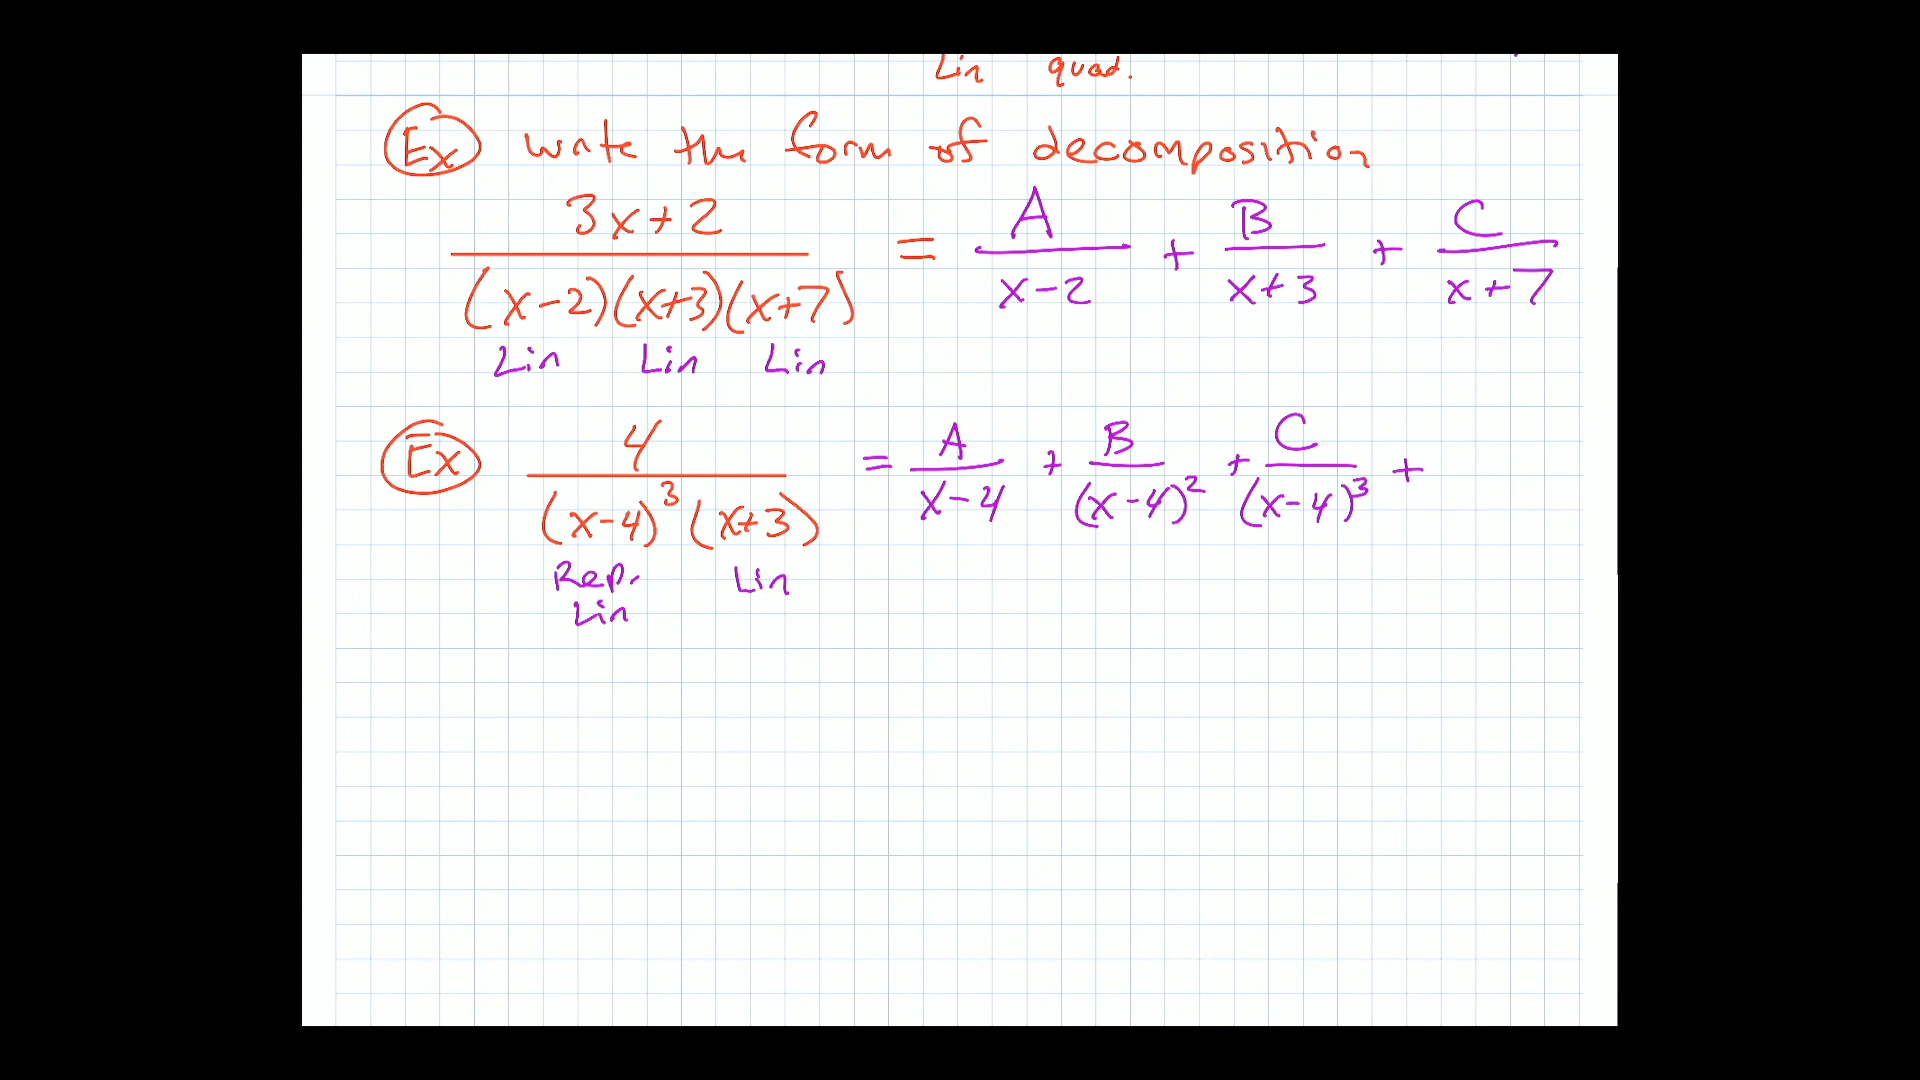 Lin quad.
Ex write the form of decomposition
3x+2 / (x-2)(x+3)(x+7) = A / x-2 + B / x+3 + C / x+7
Lin Lin Lin
Ex 4 / (x-4)³(x+3) = A / x-4 + B / (x-4)² + C / (x-4)³ +
Rep. Lin
Lin